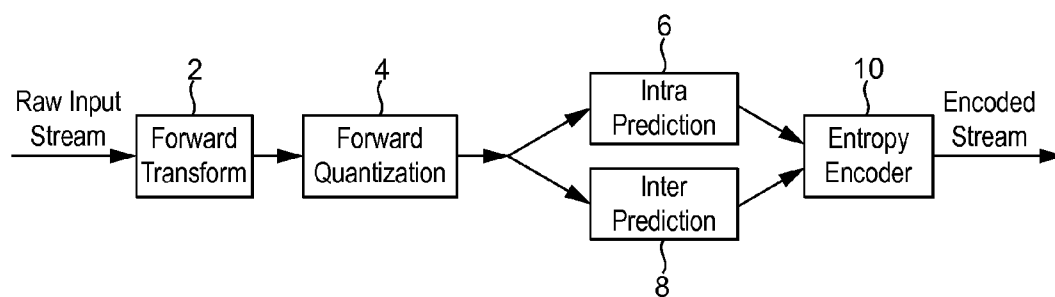 Raw Input
Stream
2
Forward
Transform
4
Forward
Quantization
6
Intra
Prediction
Inter
Prediction
8
10
Entropy
Encoder
Encoded
Stream